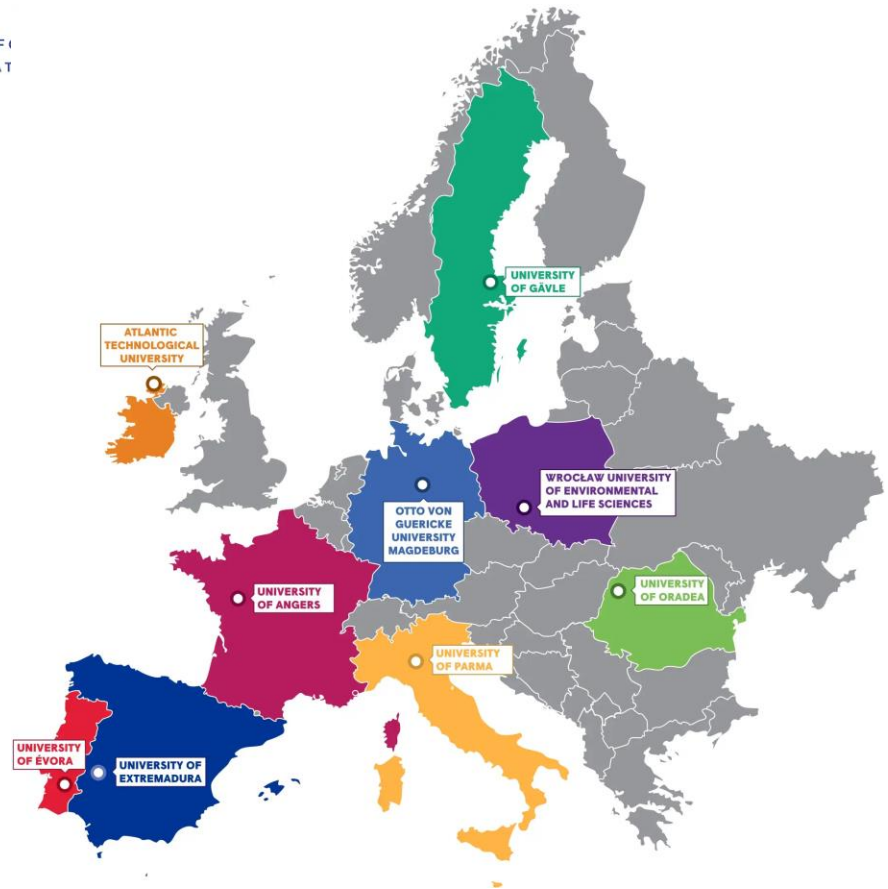 UNIVERSITY
OF GÄVLE
ATLANTIC
TECHNOLOGICAL
UNIVERSITY
WROCŁAW UNIVERSITY
OF ENVIRONMENTAL
AND LIFE SCIENCES
OTTO VON
GUERICKE
UNIVERSITY
MAGDEBURG
UNIVERSITY
OF ANGERS
UNIVERSITY
OF ORADEA
UNIVERSITY
OF PARMA
UNIVERSITY
OF ÉVORA
UNIVERSITY OF
EXTREMADURA